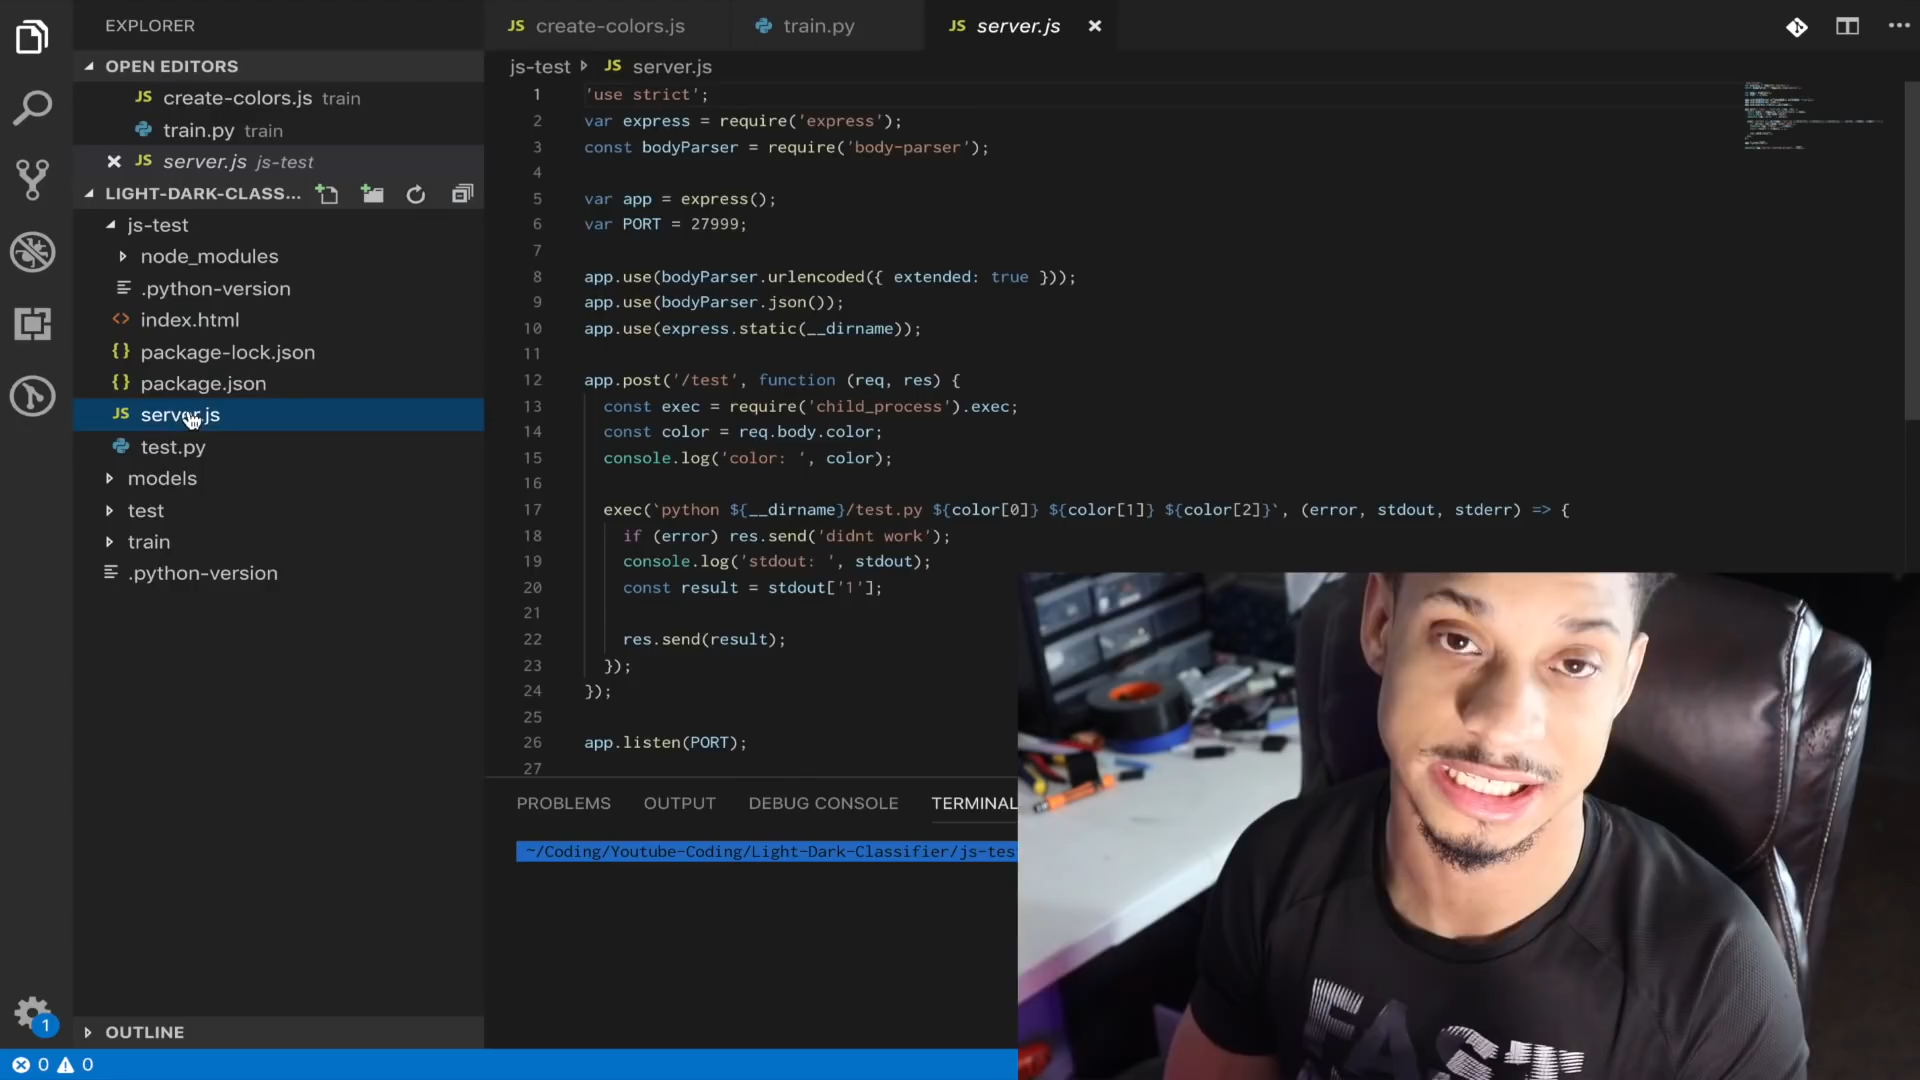 EXPLORER
OPEN EDITORS
JS create-colors.js train
train.py train
JS server.js js-test
LIGHT-DARK-CLASS...
js-test
node_modules
.python-version
<> index.html
{} package-lock.json
{} package.json
JS server.js
test.py
models
test
train
.python-version
OUTLINE
1
0 0
JS create-colors.js train.py JS server.js
js-test JS server.js
1 'use strict';
2 var express = require('express');
3 const bodyParser = require('body-parser');
4
5 var app = express();
6 var PORT = 27999;
7
8 app.use(bodyParser.urlencoded({ extended: true }));
9 app.use(bodyParser.json());
10 app.use(express.static(__dirname));
11
12 app.post('/test', function (req, res) {
13 const exec = require('child_process').exec;
14 const color = req.body.color;
15 console.log('color: ', color);
16
17 exec(`python ${__dirname}/test.py ${color[0]} ${color[1]} ${color[2]}`, (error, stdout, stderr) => {
18 if (error) res.send('didnt work');
19 console.log('stdout: ', stdout);
20 const result = stdout['1'];
21
22 res.send(result);
23 });
24 });
25
26 app.listen(PORT);
27
PROBLEMS OUTPUT DEBUG CONSOLE TERMINAL
~/Coding/Youtube-Coding/Light-Dark-Classifier/js-tes
FAST